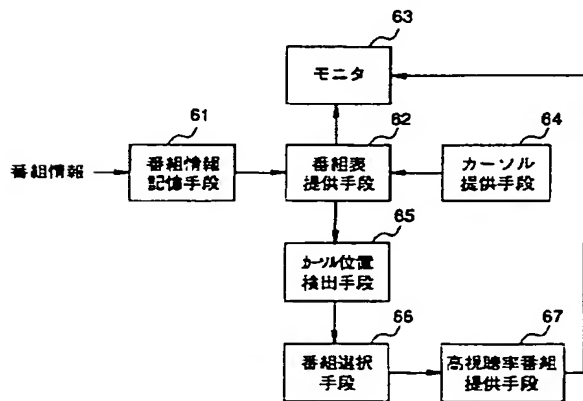 63
モニタ
61
62
64
番組情報
番組情報
記憶手段
番組表
提供手段
カーソル
提供手段
65
カーソル位置
検出手段
66
67
番組選択
手段
高視聴率番組
提供手段